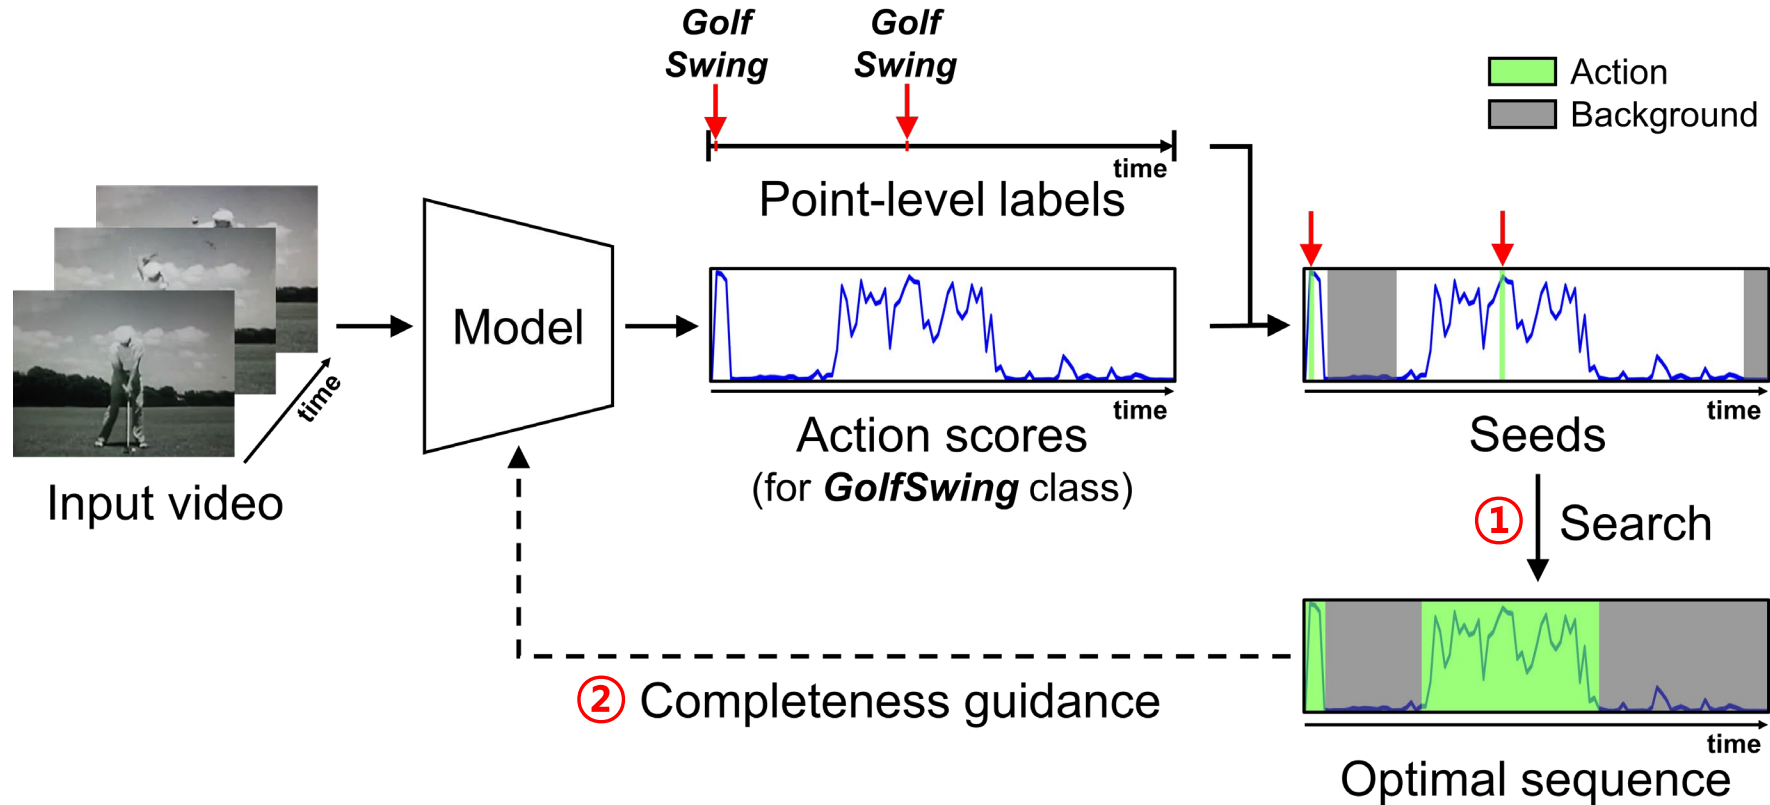 Golf
Swing
Golf
Swing
Action
Background
time
Point-level labels
Model
time
time
Action scores
(for GolfSwing class)
time
Seeds
Input video
① Search
② Completeness guidance
time
Optimal sequence